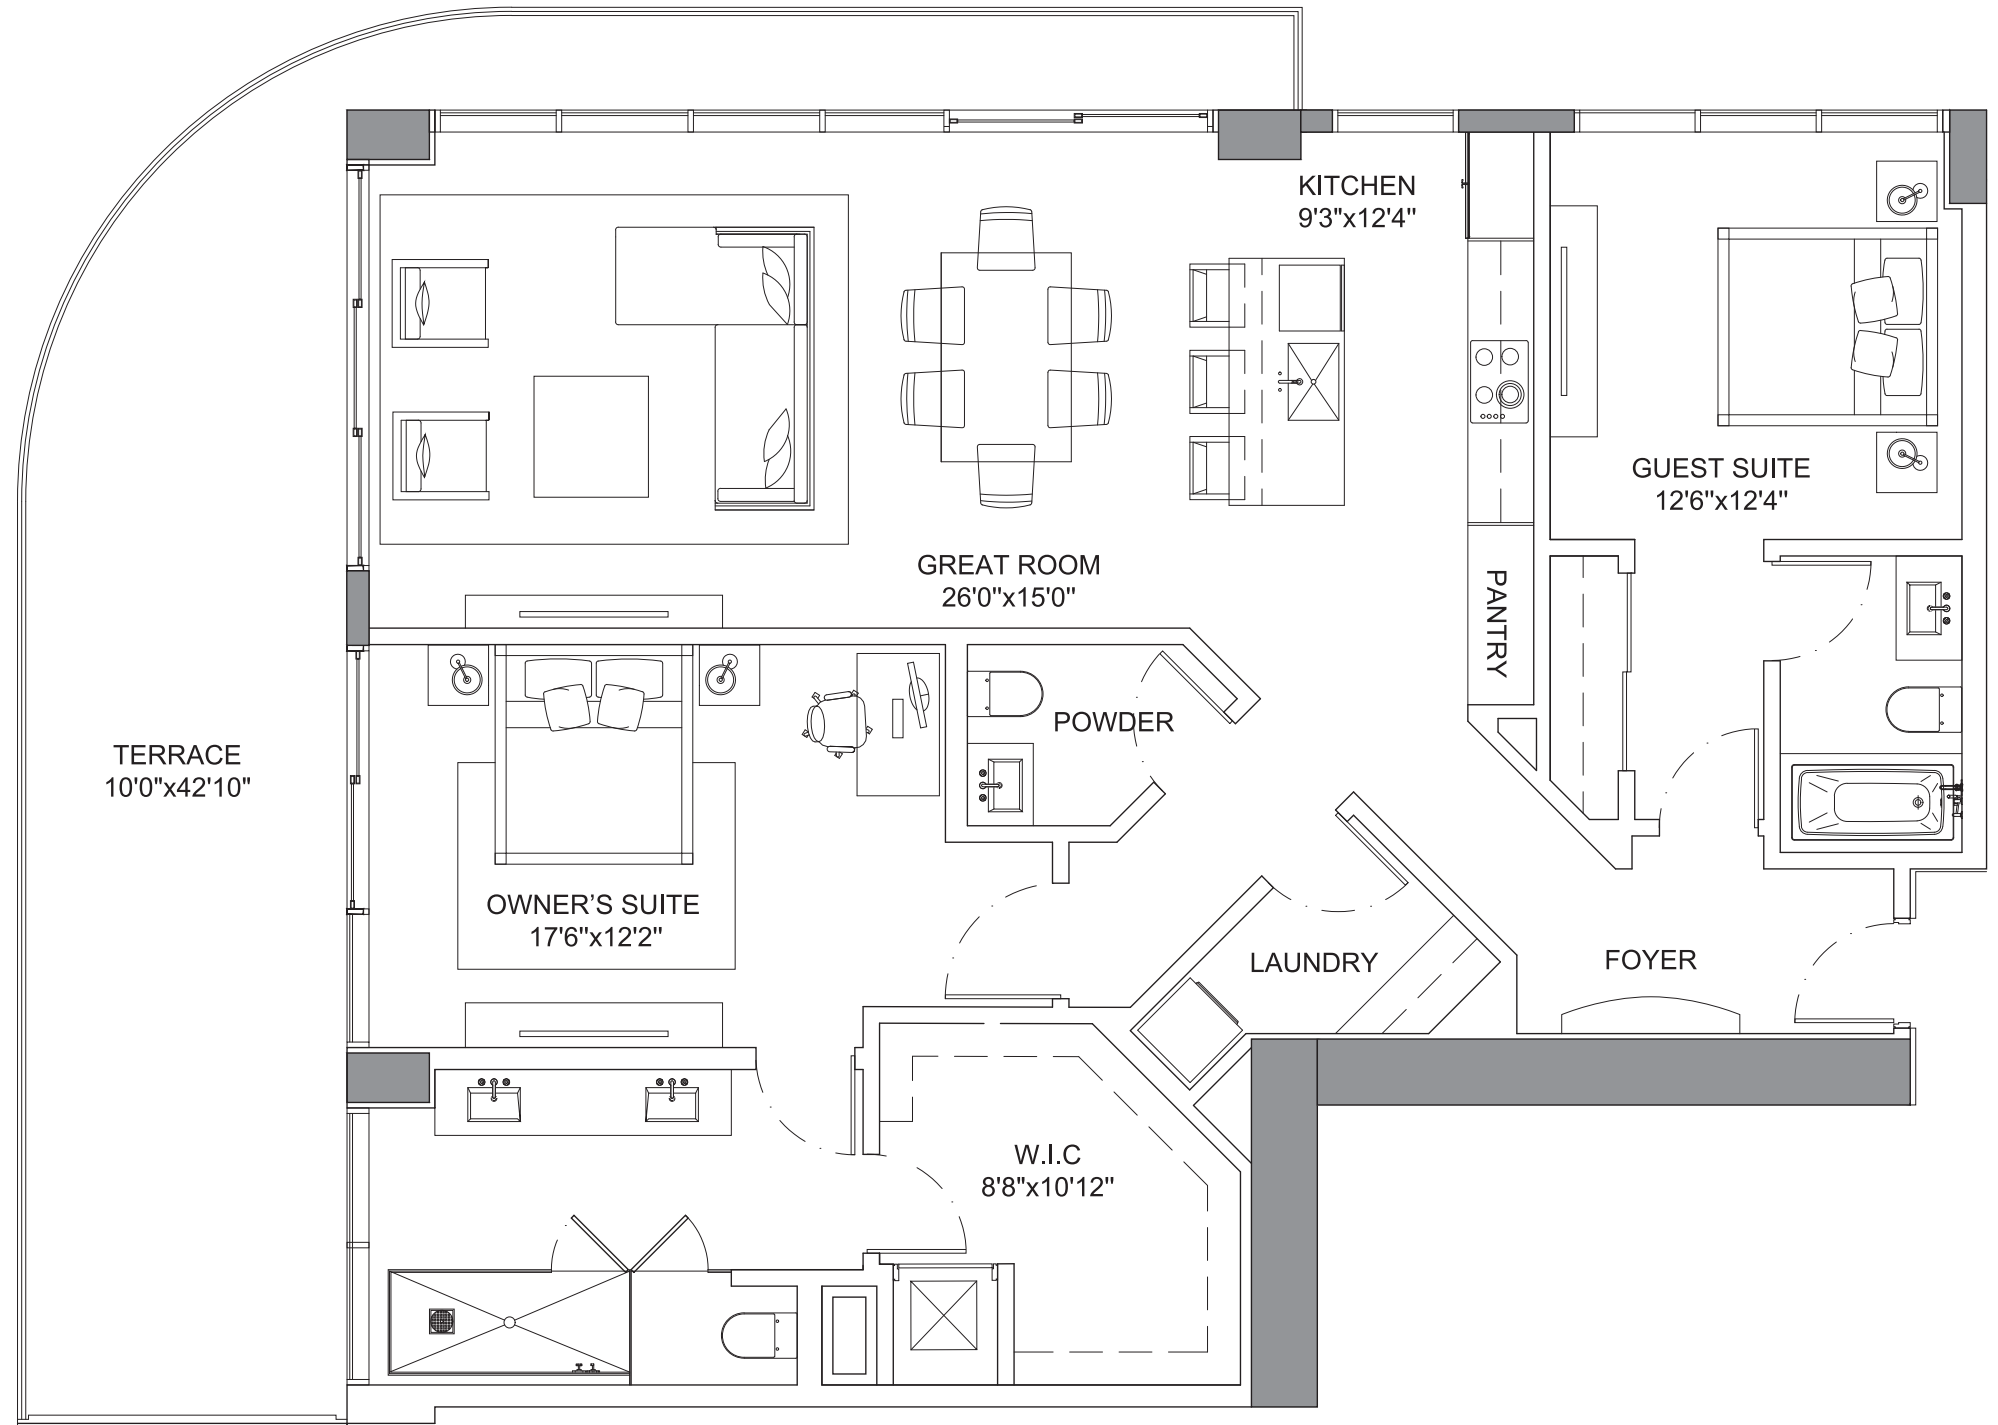 KITCHEN
9'3"x12'4"
GUEST SUITE
12'6"x12'4"
GREAT ROOM
26'0"x15'0"
PANTRY
POWDER
TERRACE
10'0"x42'10"
OWNER'S SUITE
17'6"x12'2"
LAUNDRY
FOYER
W.I.C
8'8"x10'12"